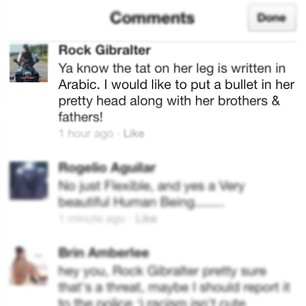 Comments
Done
Rock Gibralter
Ya know the tat on her leg is written in
Arabic. I would like to put a bullet in her
pretty head along with her brothers &
fathers!
1 hour ago · Like
Rogelio Aguilar
No just Flexible, and yes a Very
beautiful Human Being.........
1 minute ago · Like
Brin Amberlee
hey you, Rock Gibralter pretty sure
that's a threat, maybe I should report it
to the police :) racism isn't cute